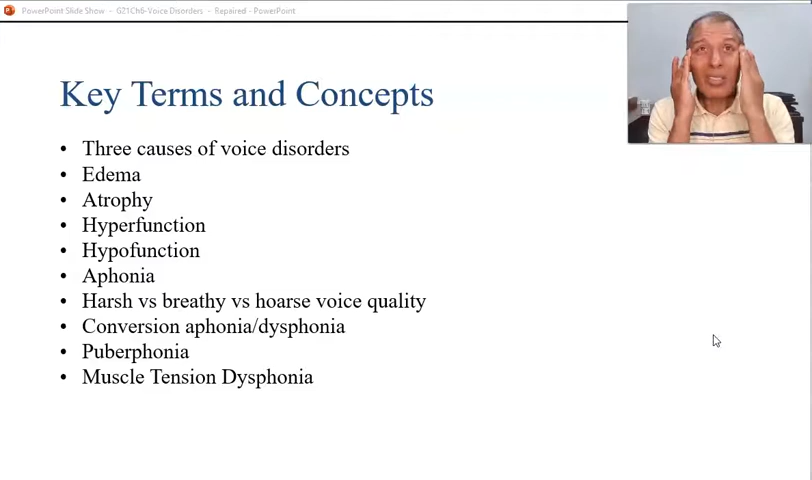 PowerPoint Slide Show - GZ1Ch6-Voice Disorders - Repaired - PowerPoint
Key Terms and Concepts
• Three causes of voice disorders
• Edema
• Atrophy
• Hyperfunction
• Hypofunction
• Aphonia
• Harsh vs breathy vs hoarse voice quality
• Conversion aphonia/dysphonia
• Puberphonia
• Muscle Tension Dysphonia